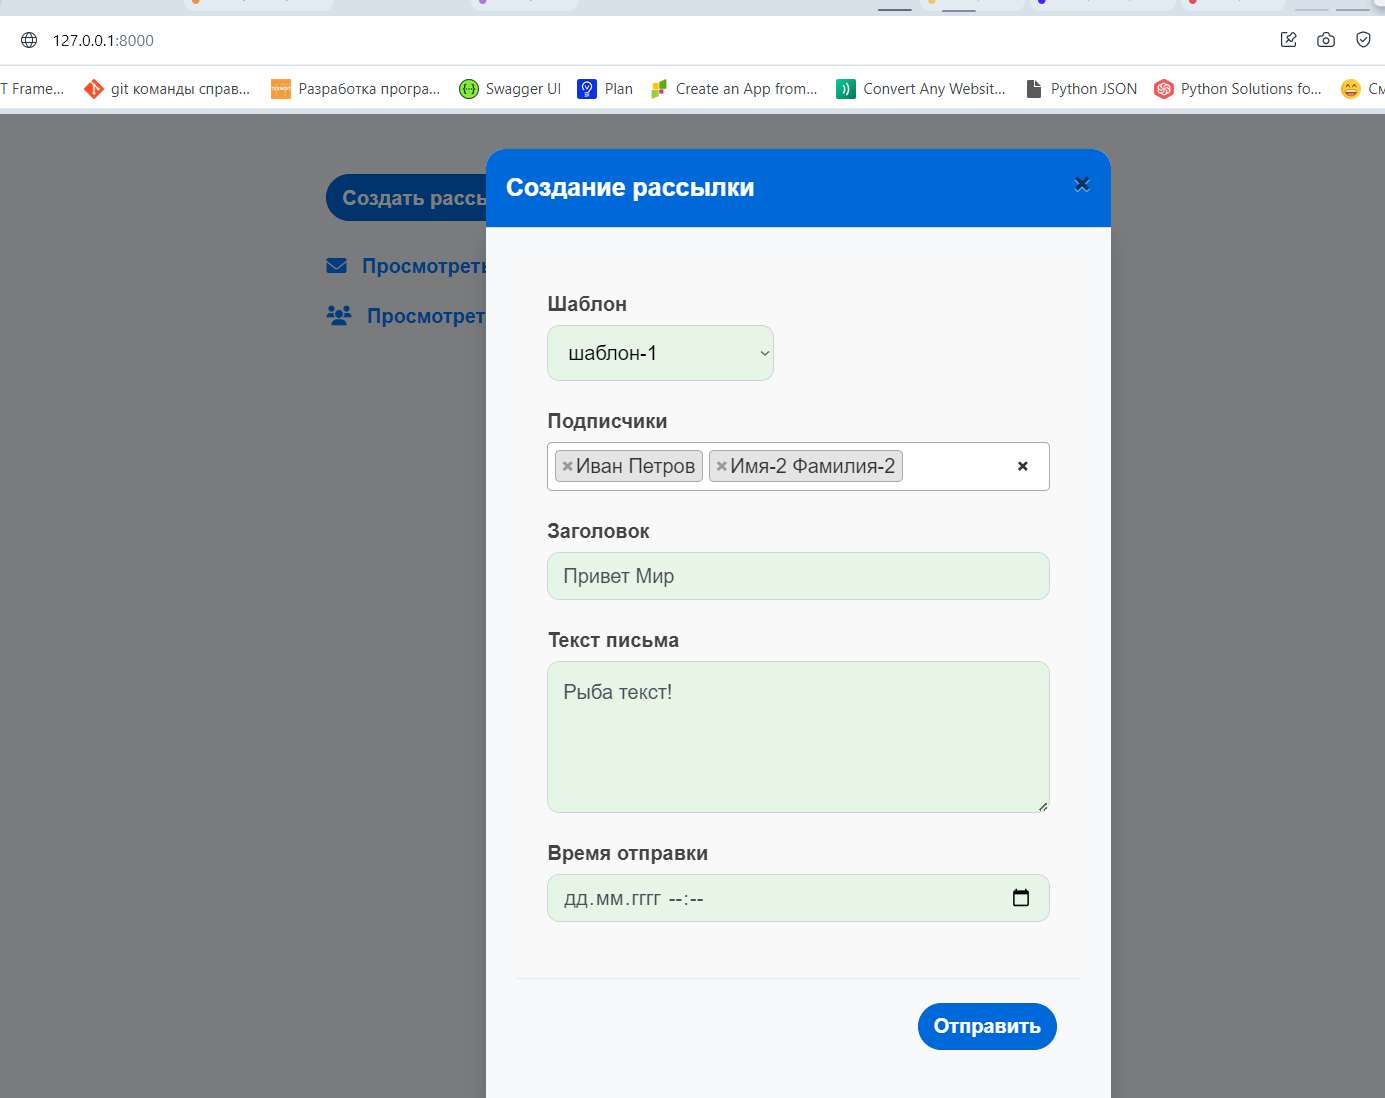 127.0.0.1:8000
T Frame... git команды справ... Разработка програ... Swagger UI Plan Create an App from... Convert Any Websit... Python JSON Python Solutions fo... См
Создание рассылки
Создать рассы
Просмотреть
Просмотрет
Шаблон
шаблон-1
Подписчики
Иван Петров Имя-2 Фамилия-2
Заголовок
Привет Мир
Текст письма
Рыба текст!
Время отправки
дд.мм.гггг --:--
Отправить